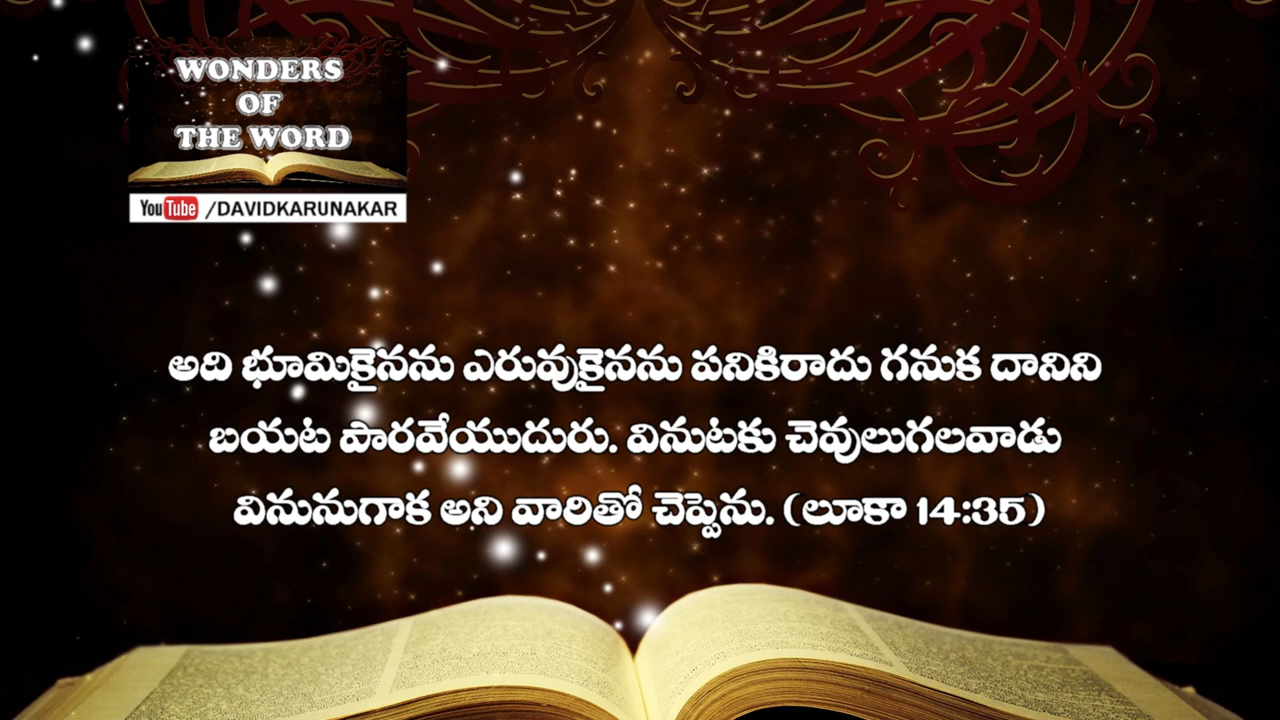 WONDERS
OF
THE WORD
YouTube /DAVIDKARUNAKAR
అది భూమికైనను ఎరువుకైనను పనికిరాదు గనుక దానిని
బయట పారవేయుదురు. వినుటకు చెవులుగలవాడు
వినునుగాక అని వారితో చెప్పెను. (లూకా 14:35)